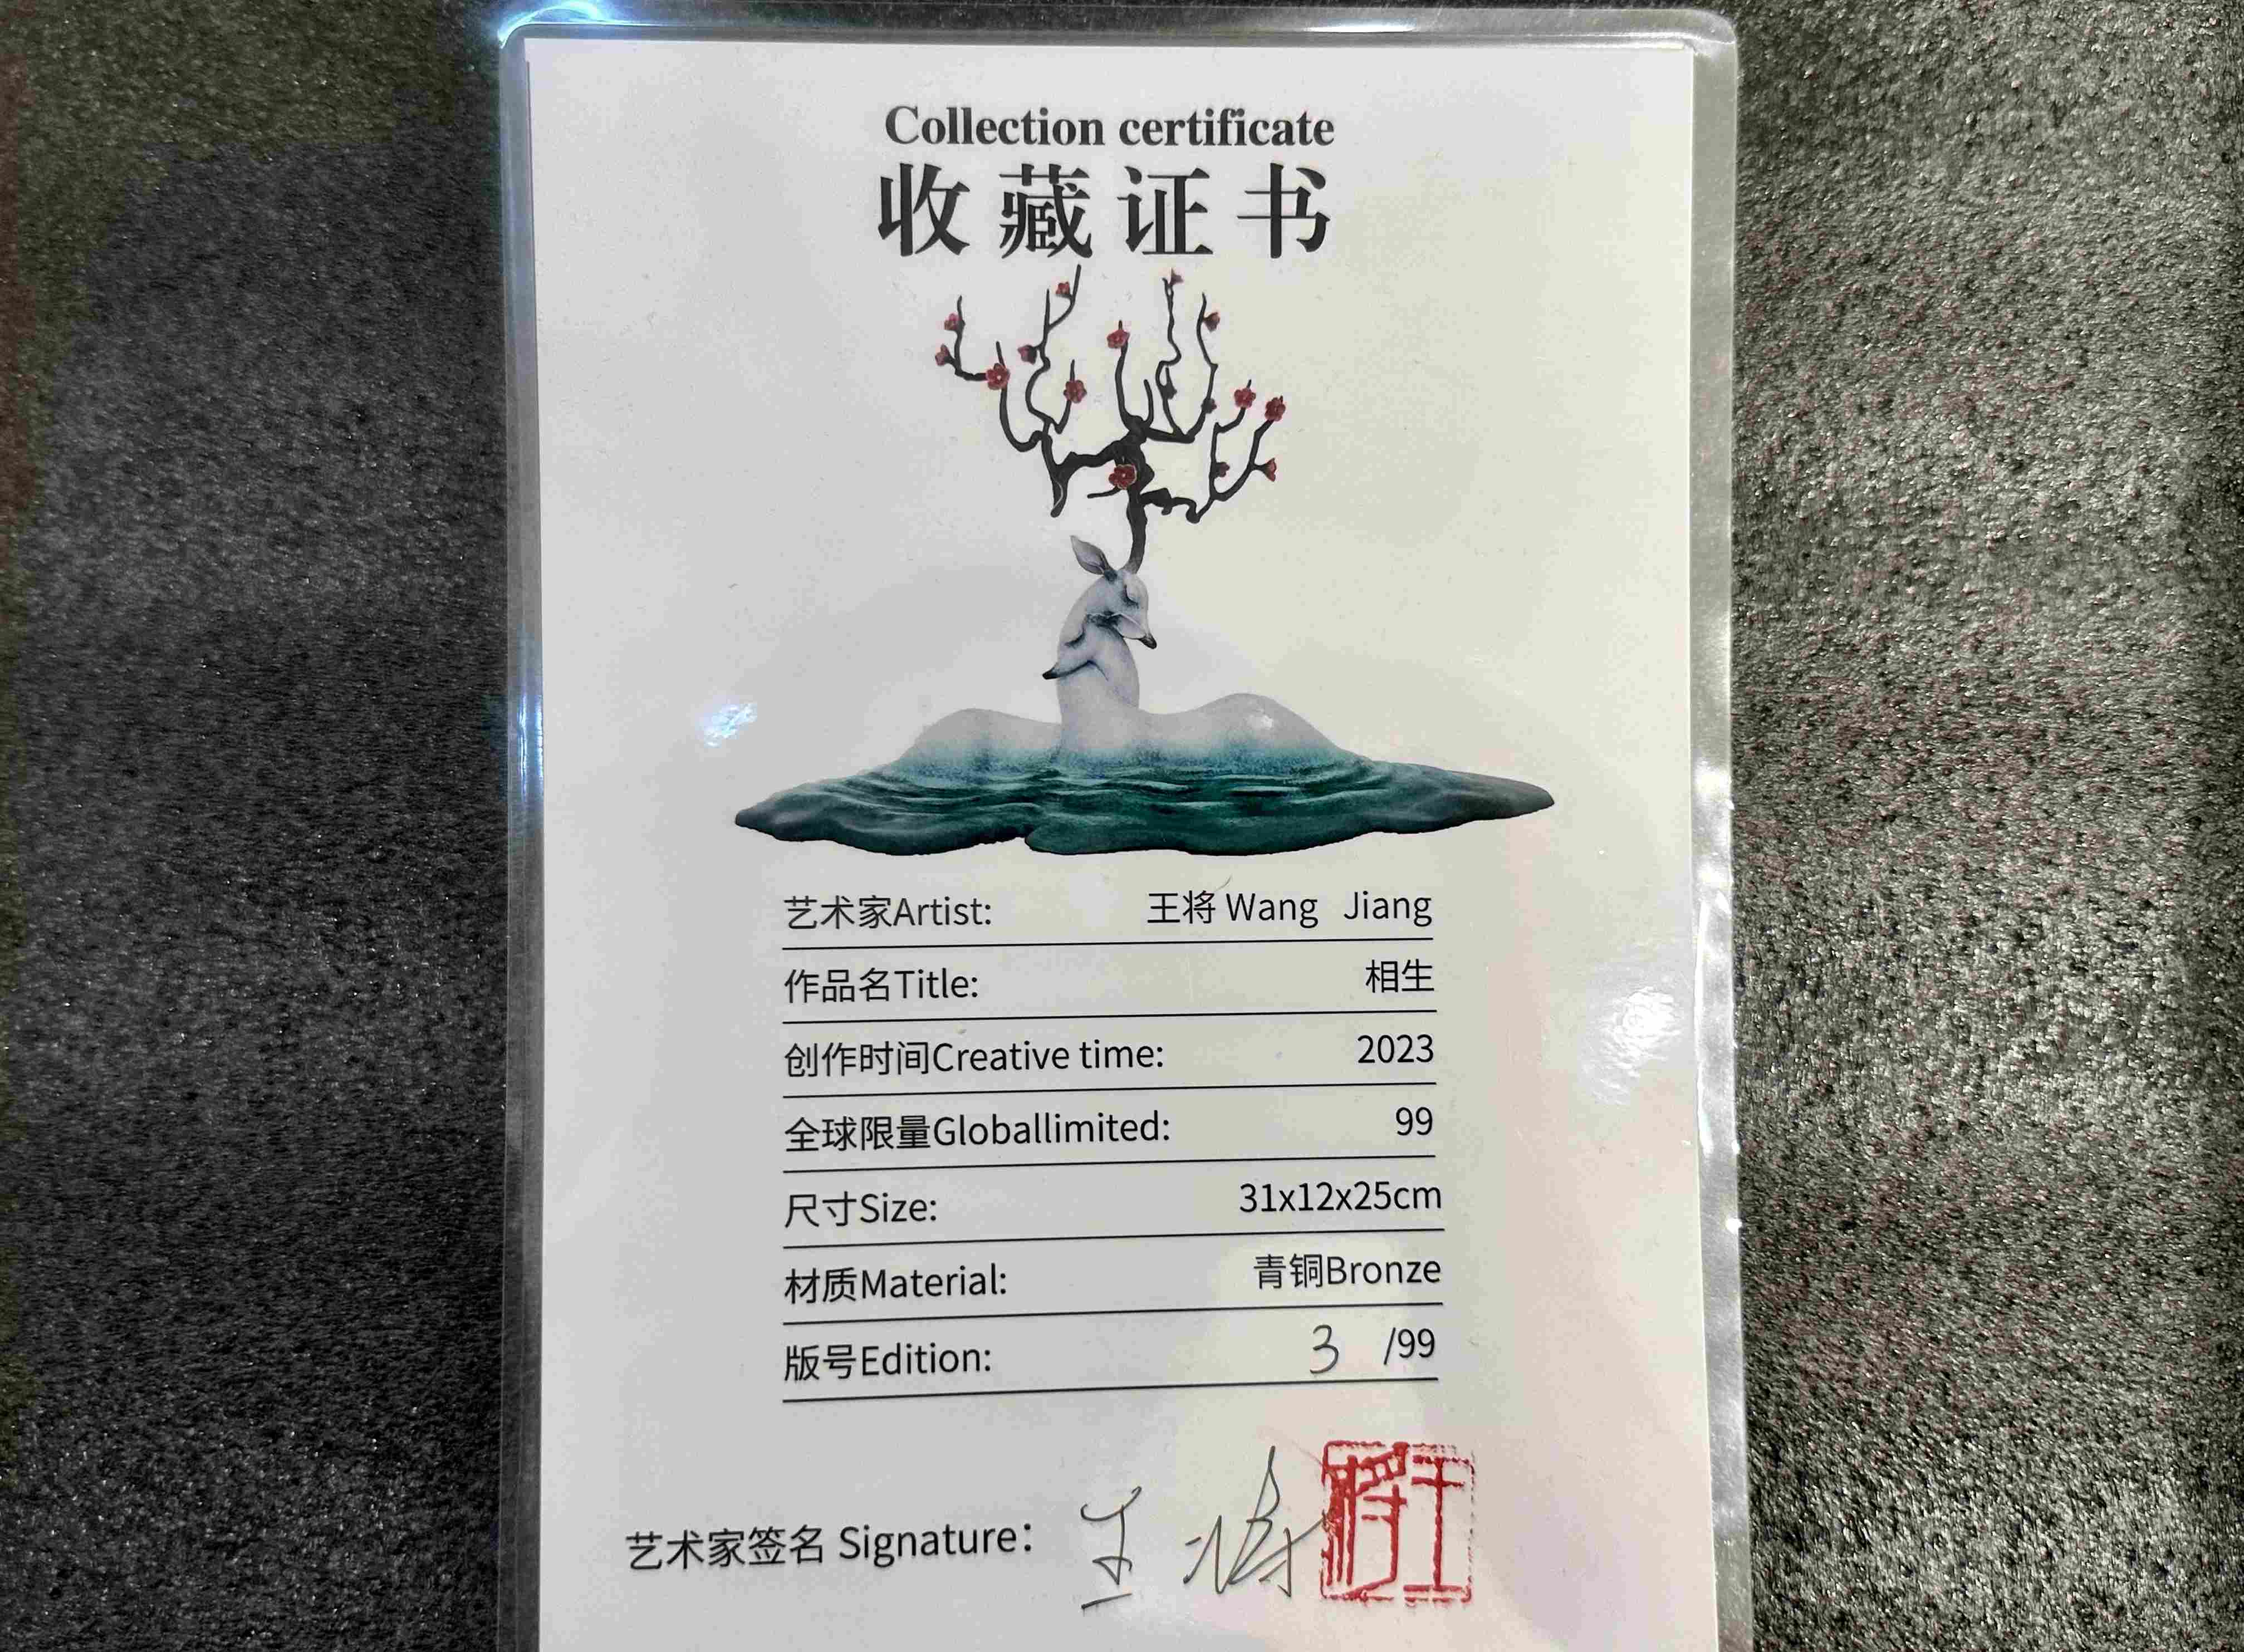 Collection certificate
收藏证书
艺术家Artist: 王将 Wang Jiang
作品名Title: 相生
创作时间Creative time: 2023
全球限量Globallimited: 99
尺寸Size: 31x12x25cm
材质Material: 青铜Bronze
版号Edition: 3 /99
艺术家签名 Signature： 王将 王将